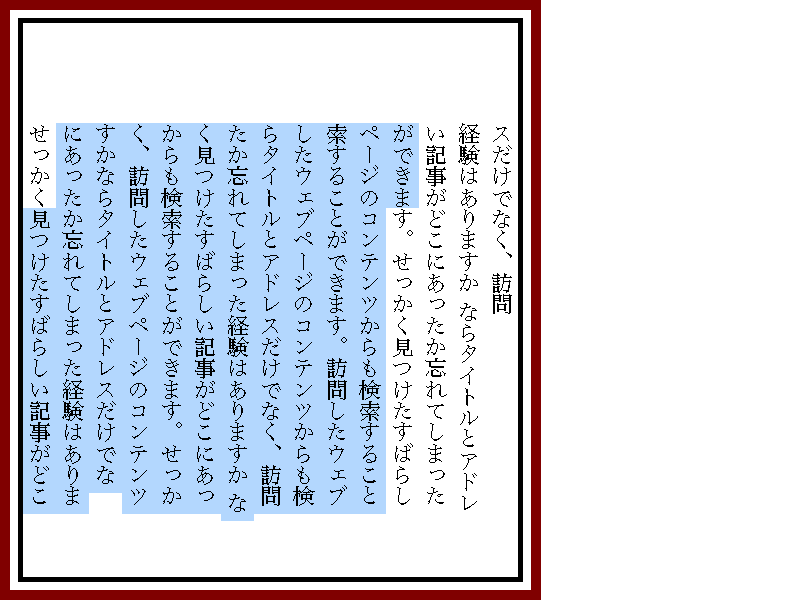 スだけでなく、訪問
経験はありますか ならタイトルとアドレ
い記事がどこにあったか忘れてしまった
ができます。せっかく見つけたすばらし
ページのコンテンツからも検索すること
索することができます。訪問したウェブ
したウェブページのコンテンツからも検
らタイトルとアドレスだけでなく、訪問
たか忘れてしまった経験はありますか な
く見つけたすばらしい記事がどこにあっ
からも検索することができます。せっか
く、訪問したウェブページのコンテンツ
すかならタイトルとアドレスだけでな
にあったか忘れてしまった経験はありま
せっかく見つけたすばらしい記事がどこ